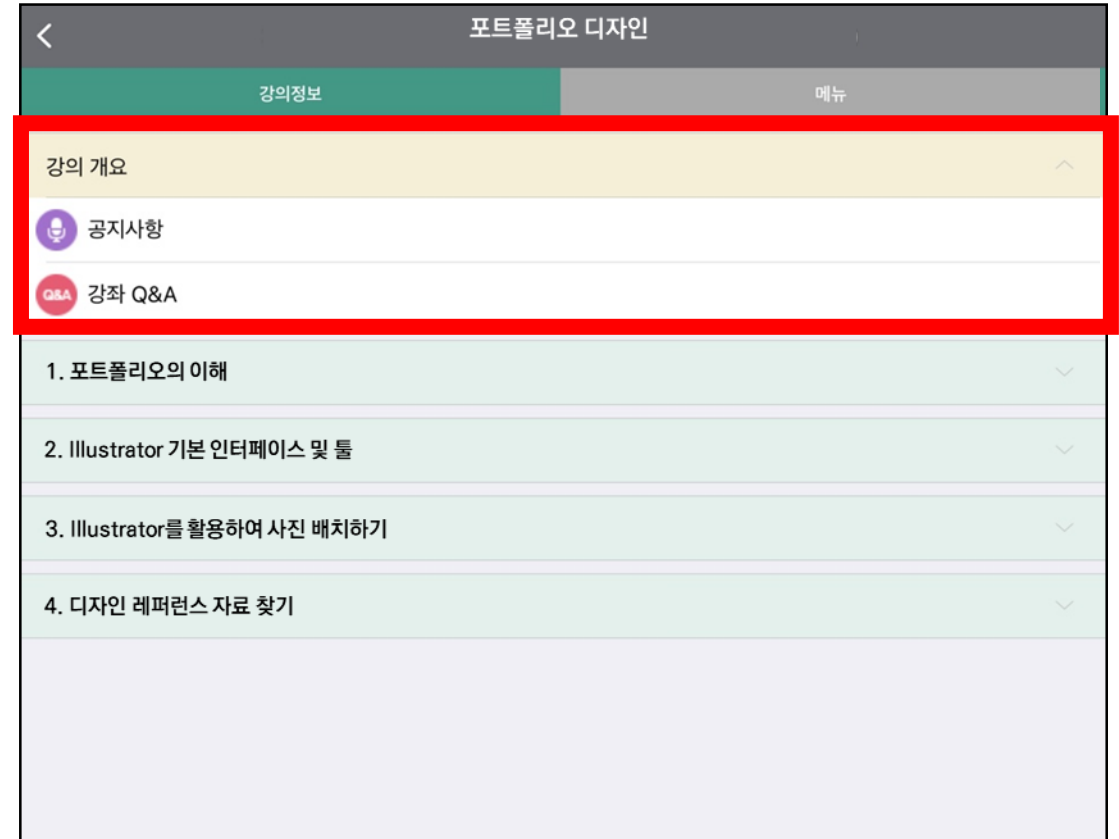 포트폴리오 디자인
강의정보 메뉴
강의 개요
공지사항
Q&A 강좌 Q&A
1. 포트폴리오의 이해
2. Illustrator 기본 인터페이스 및 툴
3. Illustrator를 활용하여 사진 배치하기
4. 디자인 레퍼런스 자료 찾기